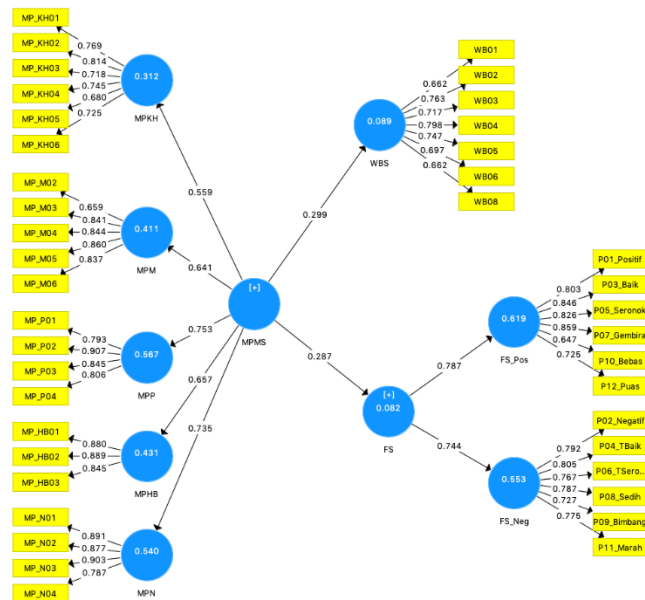 MP_KH01
MP_KH02
MP_KH03
MP_KH04
MP_KH05
MP_KH06
0.769
0.814
0.718
0.745
0.680
0.725
0.312
MPKH
0.559
MP_M02
MP_M03
MP_M04
MP_M05
MP_M06
0.659
0.841
0.844
0.860
0.837
0.411
MPM
0.641
MP_P01
MP_P02
MP_P03
MP_P04
0.793
0.907
0.845
0.806
0.567
MPP
0.753
MP_HB01
MP_HB02
MP_HB03
0.880
0.889
0.845
0.431
MPHB
0.657
MP_N01
MP_N02
MP_N03
MP_N04
0.891
0.877
0.903
0.787
0.540
MPN
0.735
[+]
MPMS
0.299
0.089
WBS
0.662
0.763
0.717
0.798
0.747
0.697
0.662
WB01
WB02
WB03
WB04
WB05
WB06
WB08
0.287
[+]
0.082
FS
0.787
0.619
FS_Pos
0.803
0.846
0.826
0.859
0.647
0.725
P01_Positif
P03_Baik
P05_Seronok
P07_Gembira
P10_Bebas
P12_Puas
0.744
0.553
FS_Neg
0.792
0.805
0.767
0.787
0.727
0.775
P02_Negatif
P04_TBaik
P06_TSero..
P08_Sedih
P09_Bimbang
P11_Marah